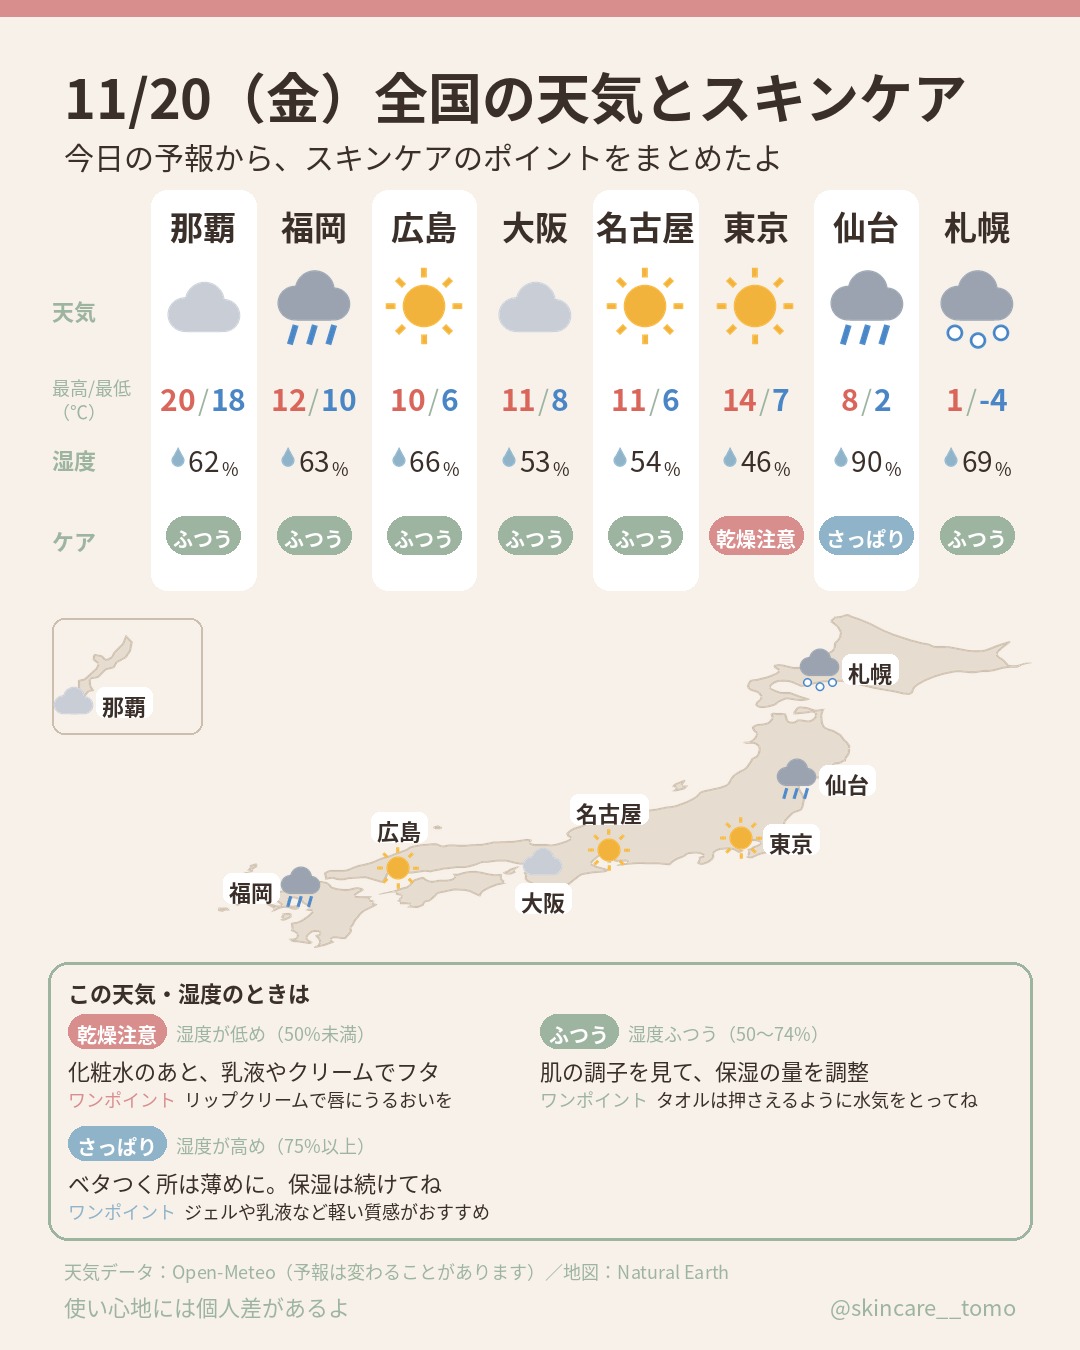 11/20（金）全国の天気とスキンケア
今日の予報から、スキンケアのポイントをまとめたよ
那覇 福岡 広島 大阪 名古屋 東京 仙台 札幌
天気
最高/最低
（℃）
20/18 12/10 10/6 11/8 11/6 14/7 8/2 1/-4
湿度 62% 63% 66% 53% 54% 46% 90% 69%
ケア ふつう ふつう ふつう ふつう ふつう 乾燥注意 さっぱり ふつう
札幌
那覇
仙台
名古屋
広島
東京
福岡
大阪
この天気・湿度のときは
乾燥注意 湿度が低め（50%未満）
化粧水のあと、乳液やクリームでフタ
ワンポイント リップクリームで唇にうるおいを
ふつう 湿度ふつう（50〜74%）
肌の調子を見て、保湿の量を調整
ワンポイント タオルは押さえるように水気をとってね
さっぱり 湿度が高め（75%以上）
ベタつく所は薄めに。保湿は続けてね
ワンポイント ジェルや乳液など軽い質感がおすすめ
天気データ：Open-Meteo（予報は変わることがあります）／地図：Natural Earth
使い心地には個人差があるよ
@skincare__tomo